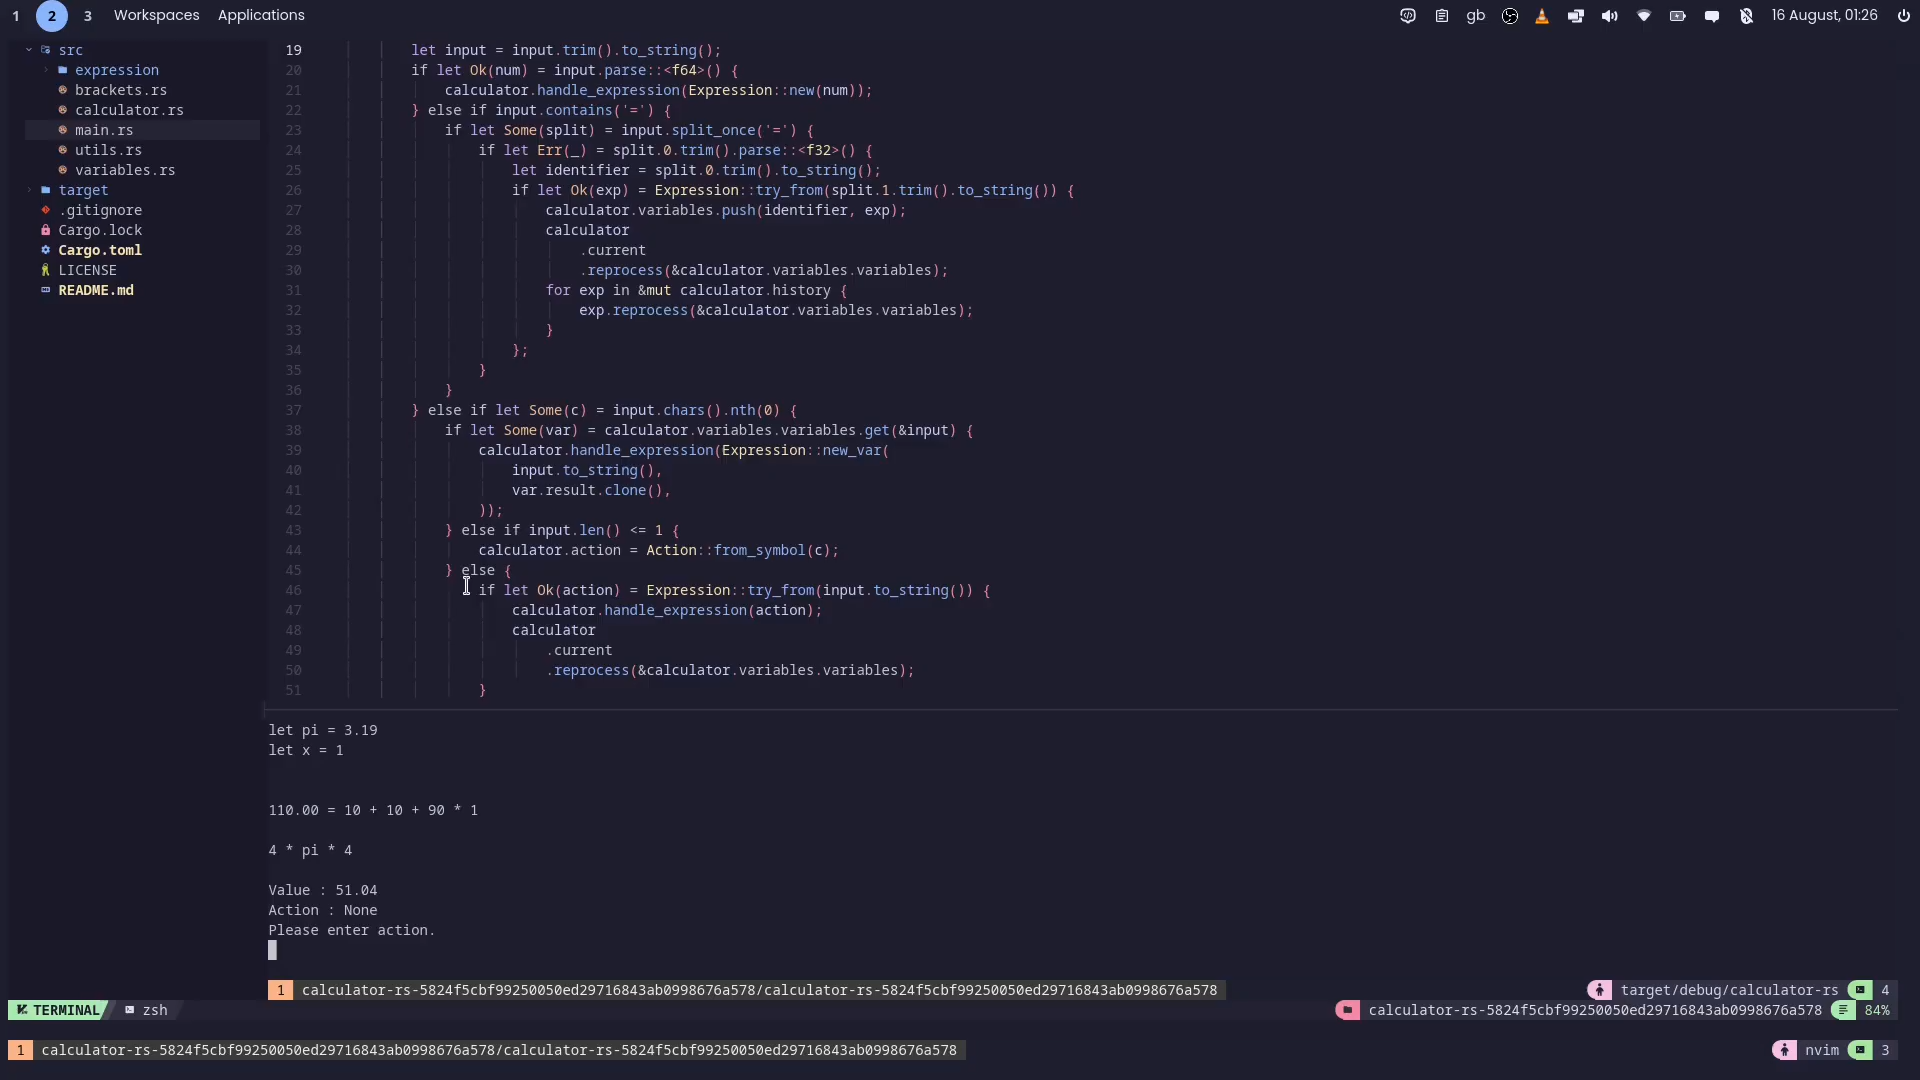 1 2 3 Workspaces Applications gb 16 August, 01:26
src
expression
brackets.rs
calculator.rs
main.rs
utils.rs
variables.rs
target
.gitignore
Cargo.lock
Cargo.toml
LICENSE
README.md
19 let input = input.trim().to_string();
20 if let Ok(num) = input.parse::<f64>() {
21 calculator.handle_expression(Expression::new(num));
22 } else if input.contains('=') {
23 if let Some(split) = input.split_once('=') {
24 if let Err(_) = split.0.trim().parse::<f32>() {
25 let identifier = split.0.trim().to_string();
26 if let Ok(exp) = Expression::try_from(split.1.trim().to_string()) {
27 calculator.variables.push(identifier, exp);
28 calculator
29 .current
30 .reprocess(&calculator.variables.variables);
31 for exp in &mut calculator.history {
32 exp.reprocess(&calculator.variables.variables);
33 }
34 };
35 }
36 }
37 } else if let Some(c) = input.chars().nth(0) {
38 if let Some(var) = calculator.variables.variables.get(&input) {
39 calculator.handle_expression(Expression::new_var(
40 input.to_string(),
41 var.result.clone(),
42 ));
43 } else if input.len() <= 1 {
44 calculator.action = Action::from_symbol(c);
45 } else {
46 if let Ok(action) = Expression::try_from(input.to_string()) {
47 calculator.handle_expression(action);
48 calculator
49 .current
50 .reprocess(&calculator.variables.variables);
51 }
let pi = 3.19
let x = 1
110.00 = 10 + 10 + 90 * 1
4 * pi * 4
Value : 51.04
Action : None
Please enter action.
1 calculator-rs-5824f5cbf99250050ed29716843ab0998676a578/calculator-rs-5824f5cbf99250050ed29716843ab0998676a578 target/debug/calculator-rs 4
TERMINAL zsh calculator-rs-5824f5cbf99250050ed29716843ab0998676a578 84%
1 calculator-rs-5824f5cbf99250050ed29716843ab0998676a578/calculator-rs-5824f5cbf99250050ed29716843ab0998676a578 nvim 3